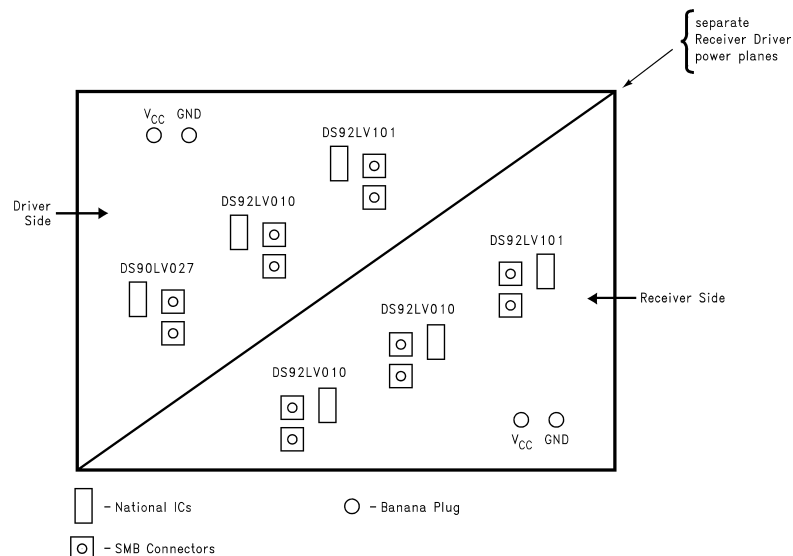 separate
Receiver Driver
power planes
VCC GND
DS92LV101
Driver
Side
DS92LV010
DS90LV027
DS92LV101
Receiver Side
DS92LV010
DS92LV010
VCC GND
– National ICs
– Banana Plug
– SMB Connectors